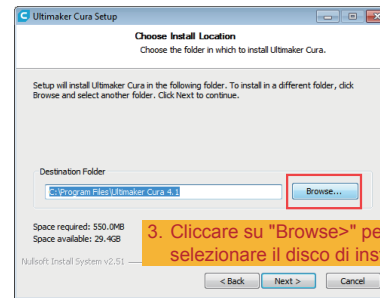 Ultimaker Cura Setup
Choose Install Location
Choose the folder in which to install Ultimaker Cura.
Setup will install Ultimaker Cura in the following folder. To install in a different folder, click
Browse and select another folder. Click Next to continue.
Destination Folder
C:\Program Files\Ultimaker Cura 4.1
Browse...
Space required: 550.0MB
Space available: 29.4GB
3. Cliccare su "Browse>" pe
selezionare il disco di ins
Nullsoft Install System v2.51
< Back
Next >
Cancel